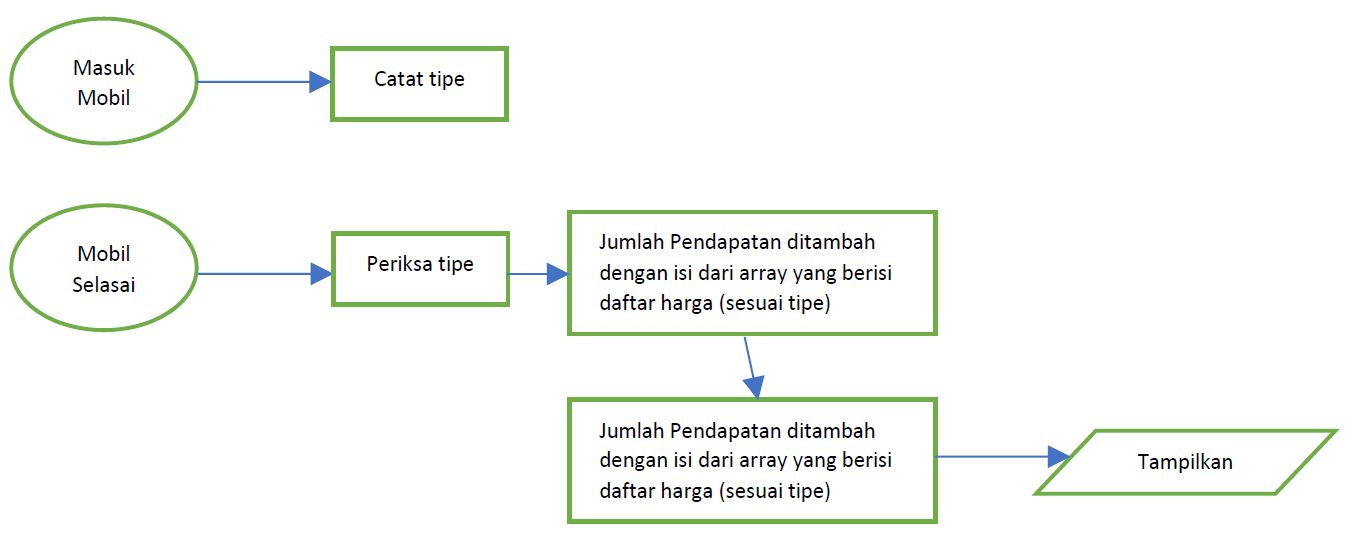 Masuk
Mobil
Catat tipe
Mobil
Selasai
Periksa tipe
Jumlah Pendapatan ditambah
dengan isi dari array yang berisi
daftar harga (sesuai tipe)
Jumlah Pendapatan ditambah
dengan isi dari array yang berisi
daftar harga (sesuai tipe)
Tampilkan